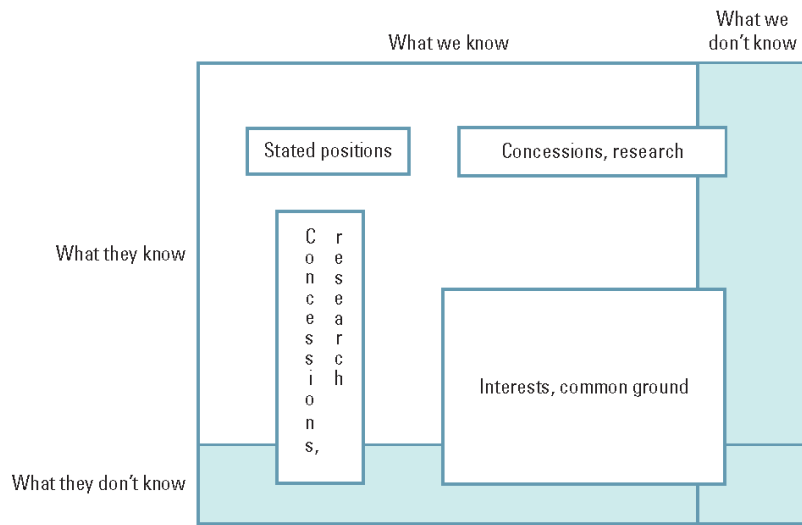 What we
don't know
What we know
Stated positions
Concessions, research
What they know
Concessions,
research
Interests, common ground
What they don't know